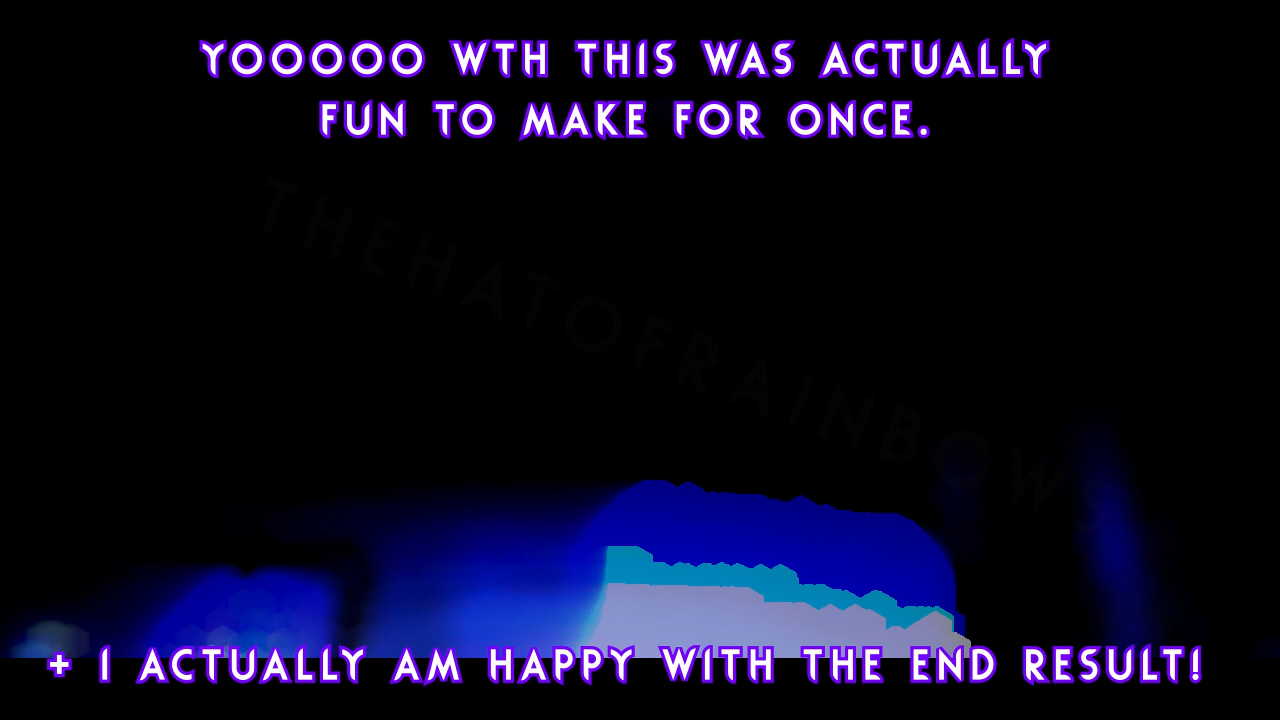 YOOOOO WTH THIS WAS ACTUALLY
FUN TO MAKE FOR ONCE.
THEHATOFRAINBOWS
+ I ACTUALLY AM HAPPY WITH THE END RESULT!